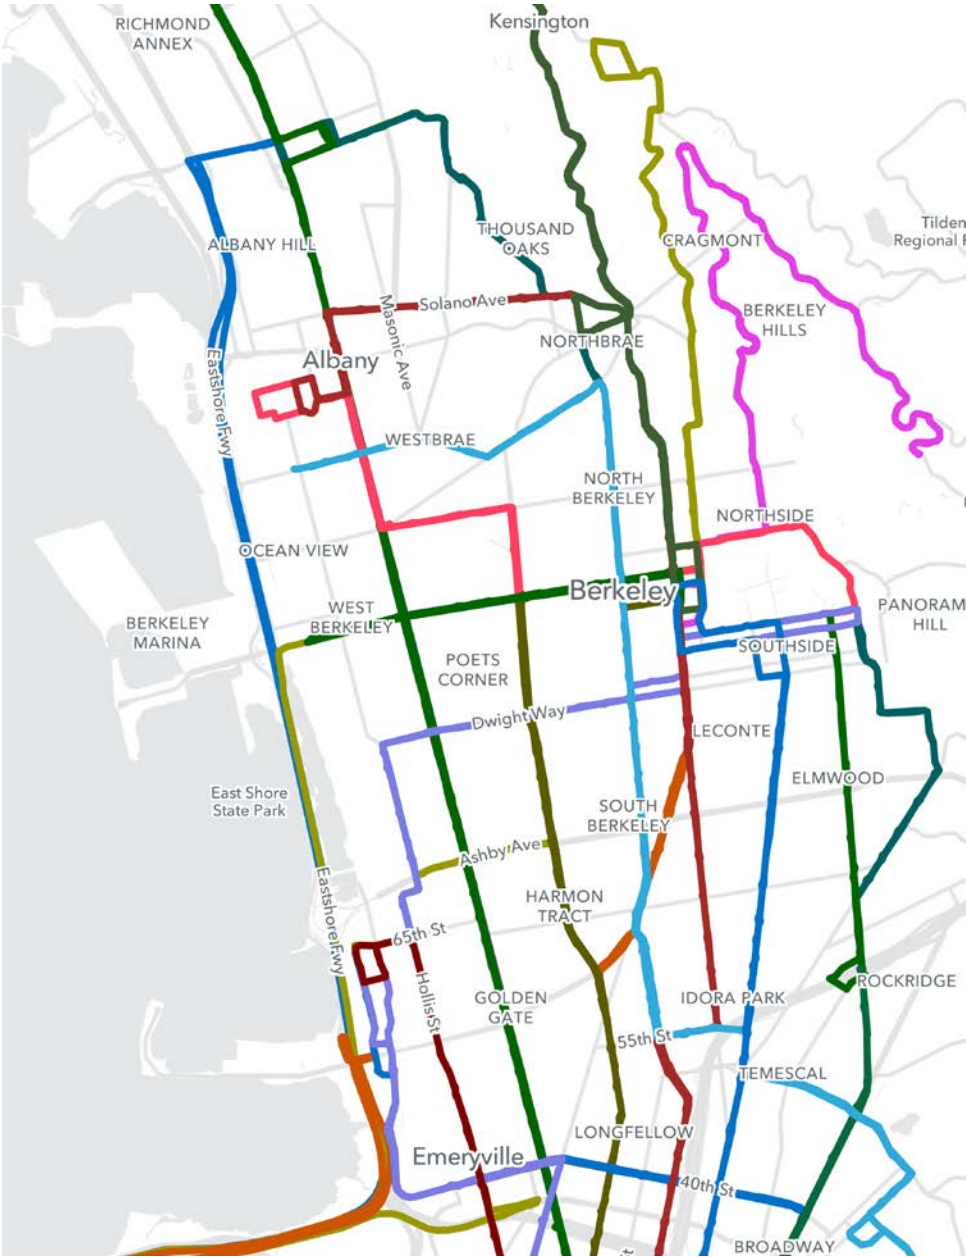 Kensington
RICHMOND
ANNEX
Tilden
Regional P
THOUSAND
OAKS
CRAGMONT
ALBANY HILL
BERKELEY
HILLS
Solano Ave
Masonic Ave
NORTHBRAE
Albany
Eastshore Fwy
WESTBRAE
NORTH
BERKELEY
NORTHSIDE
OCEAN VIEW
Berkeley
WEST
BERKELEY
BERKELEY
MARINA
PANORAM
HILL
SOUTHSIDE
POETS
CORNER
Dwight Way
LECONTE
ELMWOOD
East Shore
State Park
SOUTH
BERKELEY
Ashby Ave
Eastshore Fwy
HARMON
TRACT
65th St
Hollis St
ROCKRIDGE
GOLDEN
GATE
IDORA PARK
55th St
TEMESCAL
LONGFELLOW
Emeryville
40th St
BROADWAY